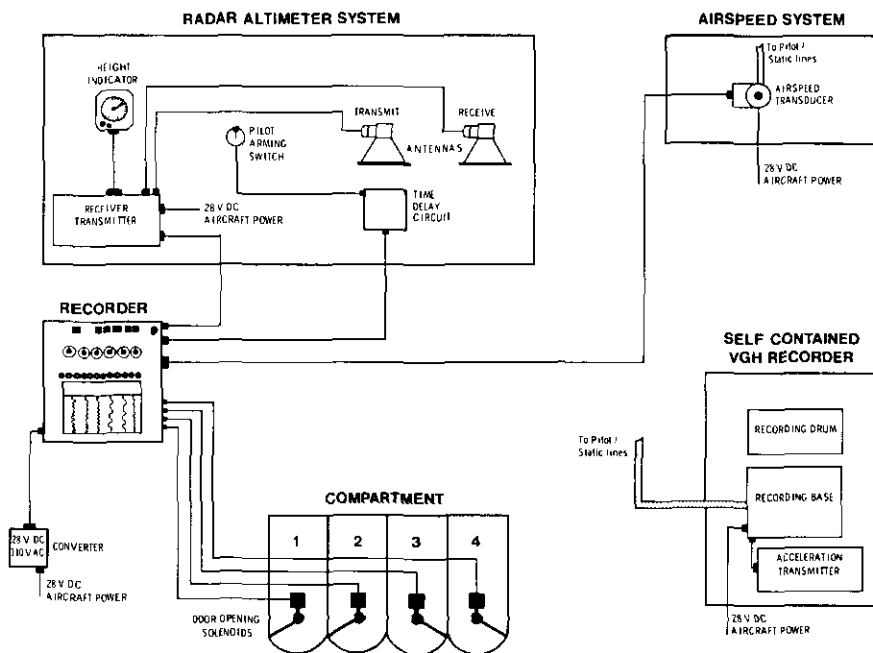 RADAR ALTIMETER SYSTEM
HEIGHT
INDICATOR
PILOT
ARMING
SWITCH
TRANSMIT
RECEIVE
ANTENNAS
RECEIVER
TRANSMITTER
28 V DC
AIRCRAFT POWER
TIME
DELAY
CIRCUIT
AIRSPEED SYSTEM
To Pilot /
Static lines
AIRSPEED
TRANSDUCER
28 V DC
AIRCRAFT POWER
RECORDER
28 V DC
110 V AC
CONVERTER
28 V DC
AIRCRAFT POWER
COMPARTMENT
1
2
3
4
DOOR OPENING
SOLENOIDS
SELF CONTAINED
VGH RECORDER
To Pilot /
Static lines
RECORDING DRUM
RECORDING BASE
ACCELERATION
TRANSMITTER
28 V DC
AIRCRAFT POWER